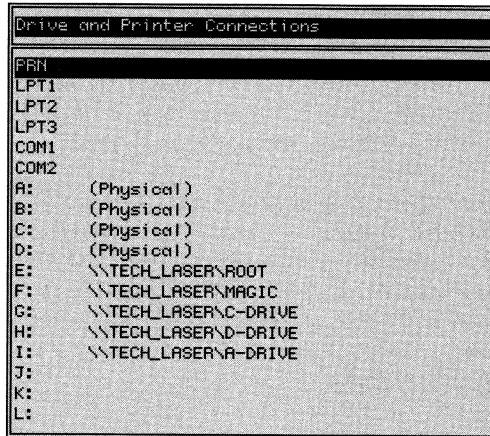 Drive and Printer Connections
PRN
LPT1
LPT2
LPT3
COM1
COM2
A: (Physical)
B: (Physical)
C: (Physical)
D: (Physical)
E: \\TECH_LASER\ROOT
F: \\TECH_LASER\MAGIC
G: \\TECH_LASER\C-DRIVE
H: \\TECH_LASER\D-DRIVE
I: \\TECH_LASER\A-DRIVE
J:
K:
L: